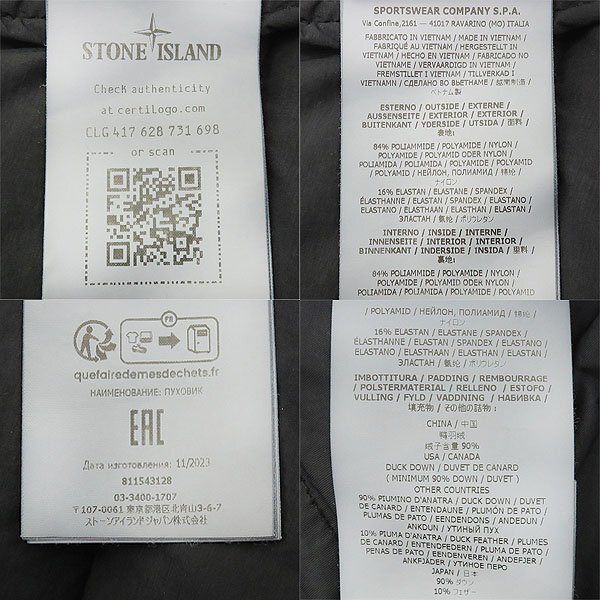 STONE ISLAND
Check authenticity
at certilogo.com
CLG 417 628 731 698
or scan
SPORTSWEAR COMPANY S.P.A.
Via Confine,2161 — 41017 RAVARINO (MO) ITALIA
FABBRICATO IN VIETNAM / MADE IN VIETNAM /
FABRIQUÉ AU VIETNAM / HERGESTELLT IN
VIETNAM / HECHO EN VIETNAM / FABRICADO NO
VIETNAME / VERVAARDIGD IN VIETNAM /
FREMSTILLET I VIETNAM / TILLVERKAD I
VIETNAM / СДЕЛАНО ВО ВЬЕТНАМЕ / 越南制造 /
ベトナム製
ESTERNO / OUTSIDE / EXTERNE /
AUSSENSEITE / EXTERIOR / EXTERIOR /
BUITENKANT / YDERSIDE / UTSIDA / 面料 /
表地:
84% POLIAMMIDE / POLYAMIDE / NYLON /
POLYAMIDE / POLYAMID ODER NYLON /
POLIAMIDA / POLIAMIDA / POLYAMIDE / POLYAMID
/ POLYAMID / НЕЙЛОН, ПОЛИАМИД / 锦纶 /
ナイロン
16% ELASTAN / ELASTANE / SPANDEX /
ÉLASTHANNE / ELASTAN / ELASTANO / ELASTANO
/ ELASTANO / ELASTHAAN / ELASTHAN / ELASTAN /
ЭЛАСТАН / 氨纶 / ポリウレタン
INTERNO / INSIDE / INTERNE /
INNENSEITE / INTERIOR / INTERIOR /
BINNENKANT / INDERSIDE / INSIDA / 里料 /
裏地:
84% POLIAMMIDE / POLYAMIDE / NYLON /
POLYAMIDE / POLYAMID ODER NYLON /
POLIAMIDA / POLIAMIDA / POLYAMIDE / POLYAMID
FR
quefairedemesdechets.fr
НАИМЕНОВАНИЕ: ПУХОВИК
EAC
Дата изготовления: 11/2023
811543128
03-3400-1707
〒107-0061 東京都港区北青山3-6-7
ストーンアイランドジャパン株式会社
/ POLYAMID / НЕЙЛОН, ПОЛИАМИД / 锦纶 /
ナイロン
16% ELASTAN / ELASTANE / SPANDEX /
ÉLASTHANNE / ELASTAN / ELASTANO / ELASTANO
/ ELASTANO / ELASTHAAN / ELASTHAN / ELASTAN /
ЭЛАСТАН / 氨纶 / ポリウレタン
IMBOTTITURA / PADDING / REMBOURRAGE
/ POLSTERMATERIAL / RELLENO / ESTOFO /
VULLING / FYLD / VADDNING / НАБИВКА /
填充物 / その他の詰物 :
CHINA / 中国
鸭羽绒
绒子含量 90%
USA / CANADA
DUCK DOWN / DUVET DE CANARD
( MINIMUM 90% DOWN / DUVET )
OTHER COUNTRIES
90% PIUMINO D'ANATRA / DUCK DOWN / DUVET
DE CANARD / ENTENDAUNE / PLUMÓN DE PATO /
PLUMAS DE PATO / EENDENDONS / ANDEDUN /
ANKDUN / УТИНЫЙ ПУХ
10% PIUMA D'ANATRA / DUCK FEATHER / PLUMES
DE CANARD / ENTENFEDERN / PLUMA DE PATO /
PENAS DE PATO / EENDENVEREN / ANDEFJER /
ANKFJÄDER / УТИНОЕ ПЕРО
JAPAN / 日本
90% ダウン
10% フェザー